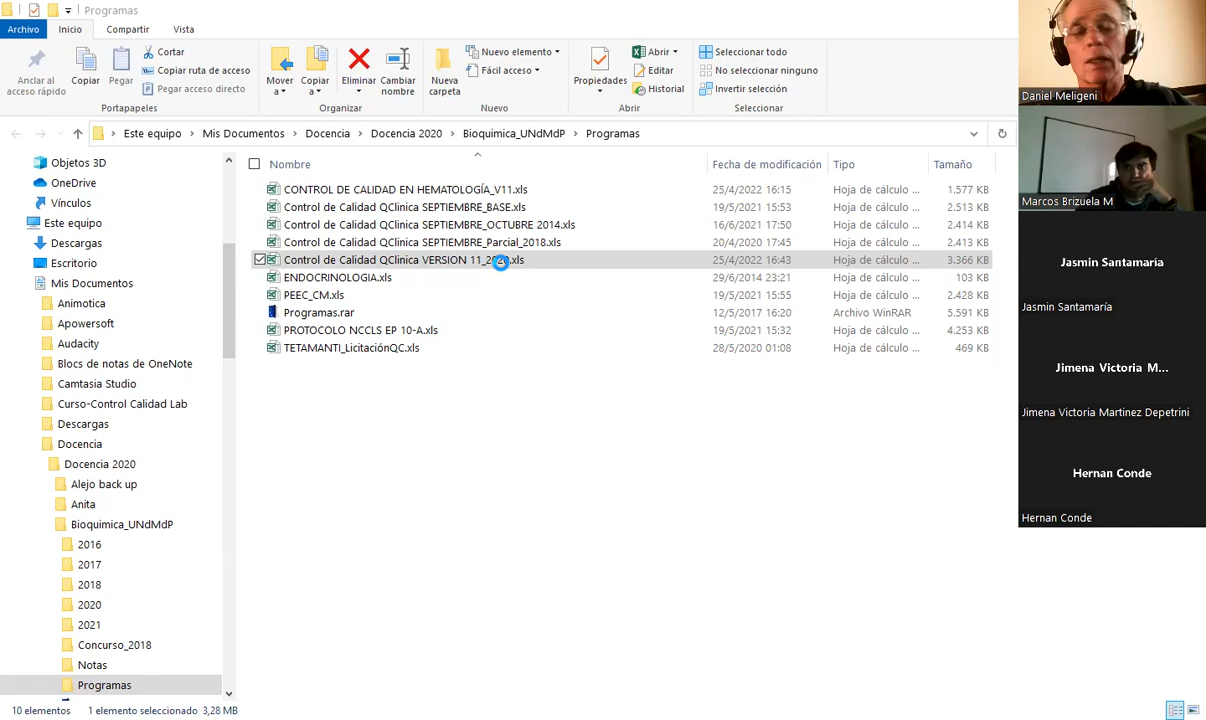 Programas
Archivo Inicio Compartir Vista
Anclar al acceso rápido
Copiar
Pegar
Cortar
Copiar ruta de acceso
Pegar acceso directo
Portapapeles
Mover a
Copiar a
Eliminar
Cambiar nombre
Organizar
Nueva carpeta
Nuevo elemento
Fácil acceso
Nuevo
Propiedades
Abrir
Editar
Historial
Abrir
Seleccionar todo
No seleccionar ninguno
Invertir selección
Seleccionar
Este equipo Mis Documentos Docencia Docencia 2020 Bioquimica_UNdMdP Programas
Objetos 3D
OneDrive
Vínculos
Este equipo
Descargas
Escritorio
Mis Documentos
Animotica
Apowersoft
Audacity
Blocs de notas de OneNote
Camtasia Studio
Curso-Control Calidad Lab
Descargas
Docencia
Docencia 2020
Alejo back up
Anita
Bioquimica_UNdMdP
2016
2017
2018
2020
2021
Concurso_2018
Notas
Programas
Nombre Fecha de modificación Tipo Tamaño
CONTROL DE CALIDAD EN HEMATOLOGÍA_V11.xls 25/4/2022 16:15 Hoja de cálculo ... 1.577 KB
Control de Calidad QClinica SEPTIEMBRE_BASE.xls 19/5/2021 15:53 Hoja de cálculo ... 2.513 KB
Control de Calidad QClinica SEPTIEMBRE_OCTUBRE 2014.xls 16/6/2021 17:50 Hoja de cálculo ... 2.414 KB
Control de Calidad QClinica SEPTIEMBRE_Parcial_2018.xls 20/4/2020 17:45 Hoja de cálculo ... 2.413 KB
Control de Calidad QClinica VERSION 25/4/2022 16:43 Hoja de cálculo ... 3.366 KB
ENDOCRINOLOGIA.xls 29/6/2014 23:21 Hoja de cálculo ... 103 KB
PEEC_CM.xls 19/5/2021 15:55 Hoja de cálculo ... 2.428 KB
Programas.rar 12/5/2017 16:20 Archivo WinRAR 5.591 KB
PROTOCOLO NCCLS EP 10-A.xls 19/5/2021 15:32 Hoja de cálculo ... 4.253 KB
TETAMANTI_LicitaciónQC.xls 28/5/2020 01:08 Hoja de cálculo ... 469 KB
10 elementos 1 elemento seleccionado 3,28 MB
Daniel Meligeni
Marcos Brizuela M
Jasmin Santamaría
Jasmin Santamaría
Jimena Victoria M...
Jimena Victoria Martinez Depetrini
Hernan Conde
Hernan Conde